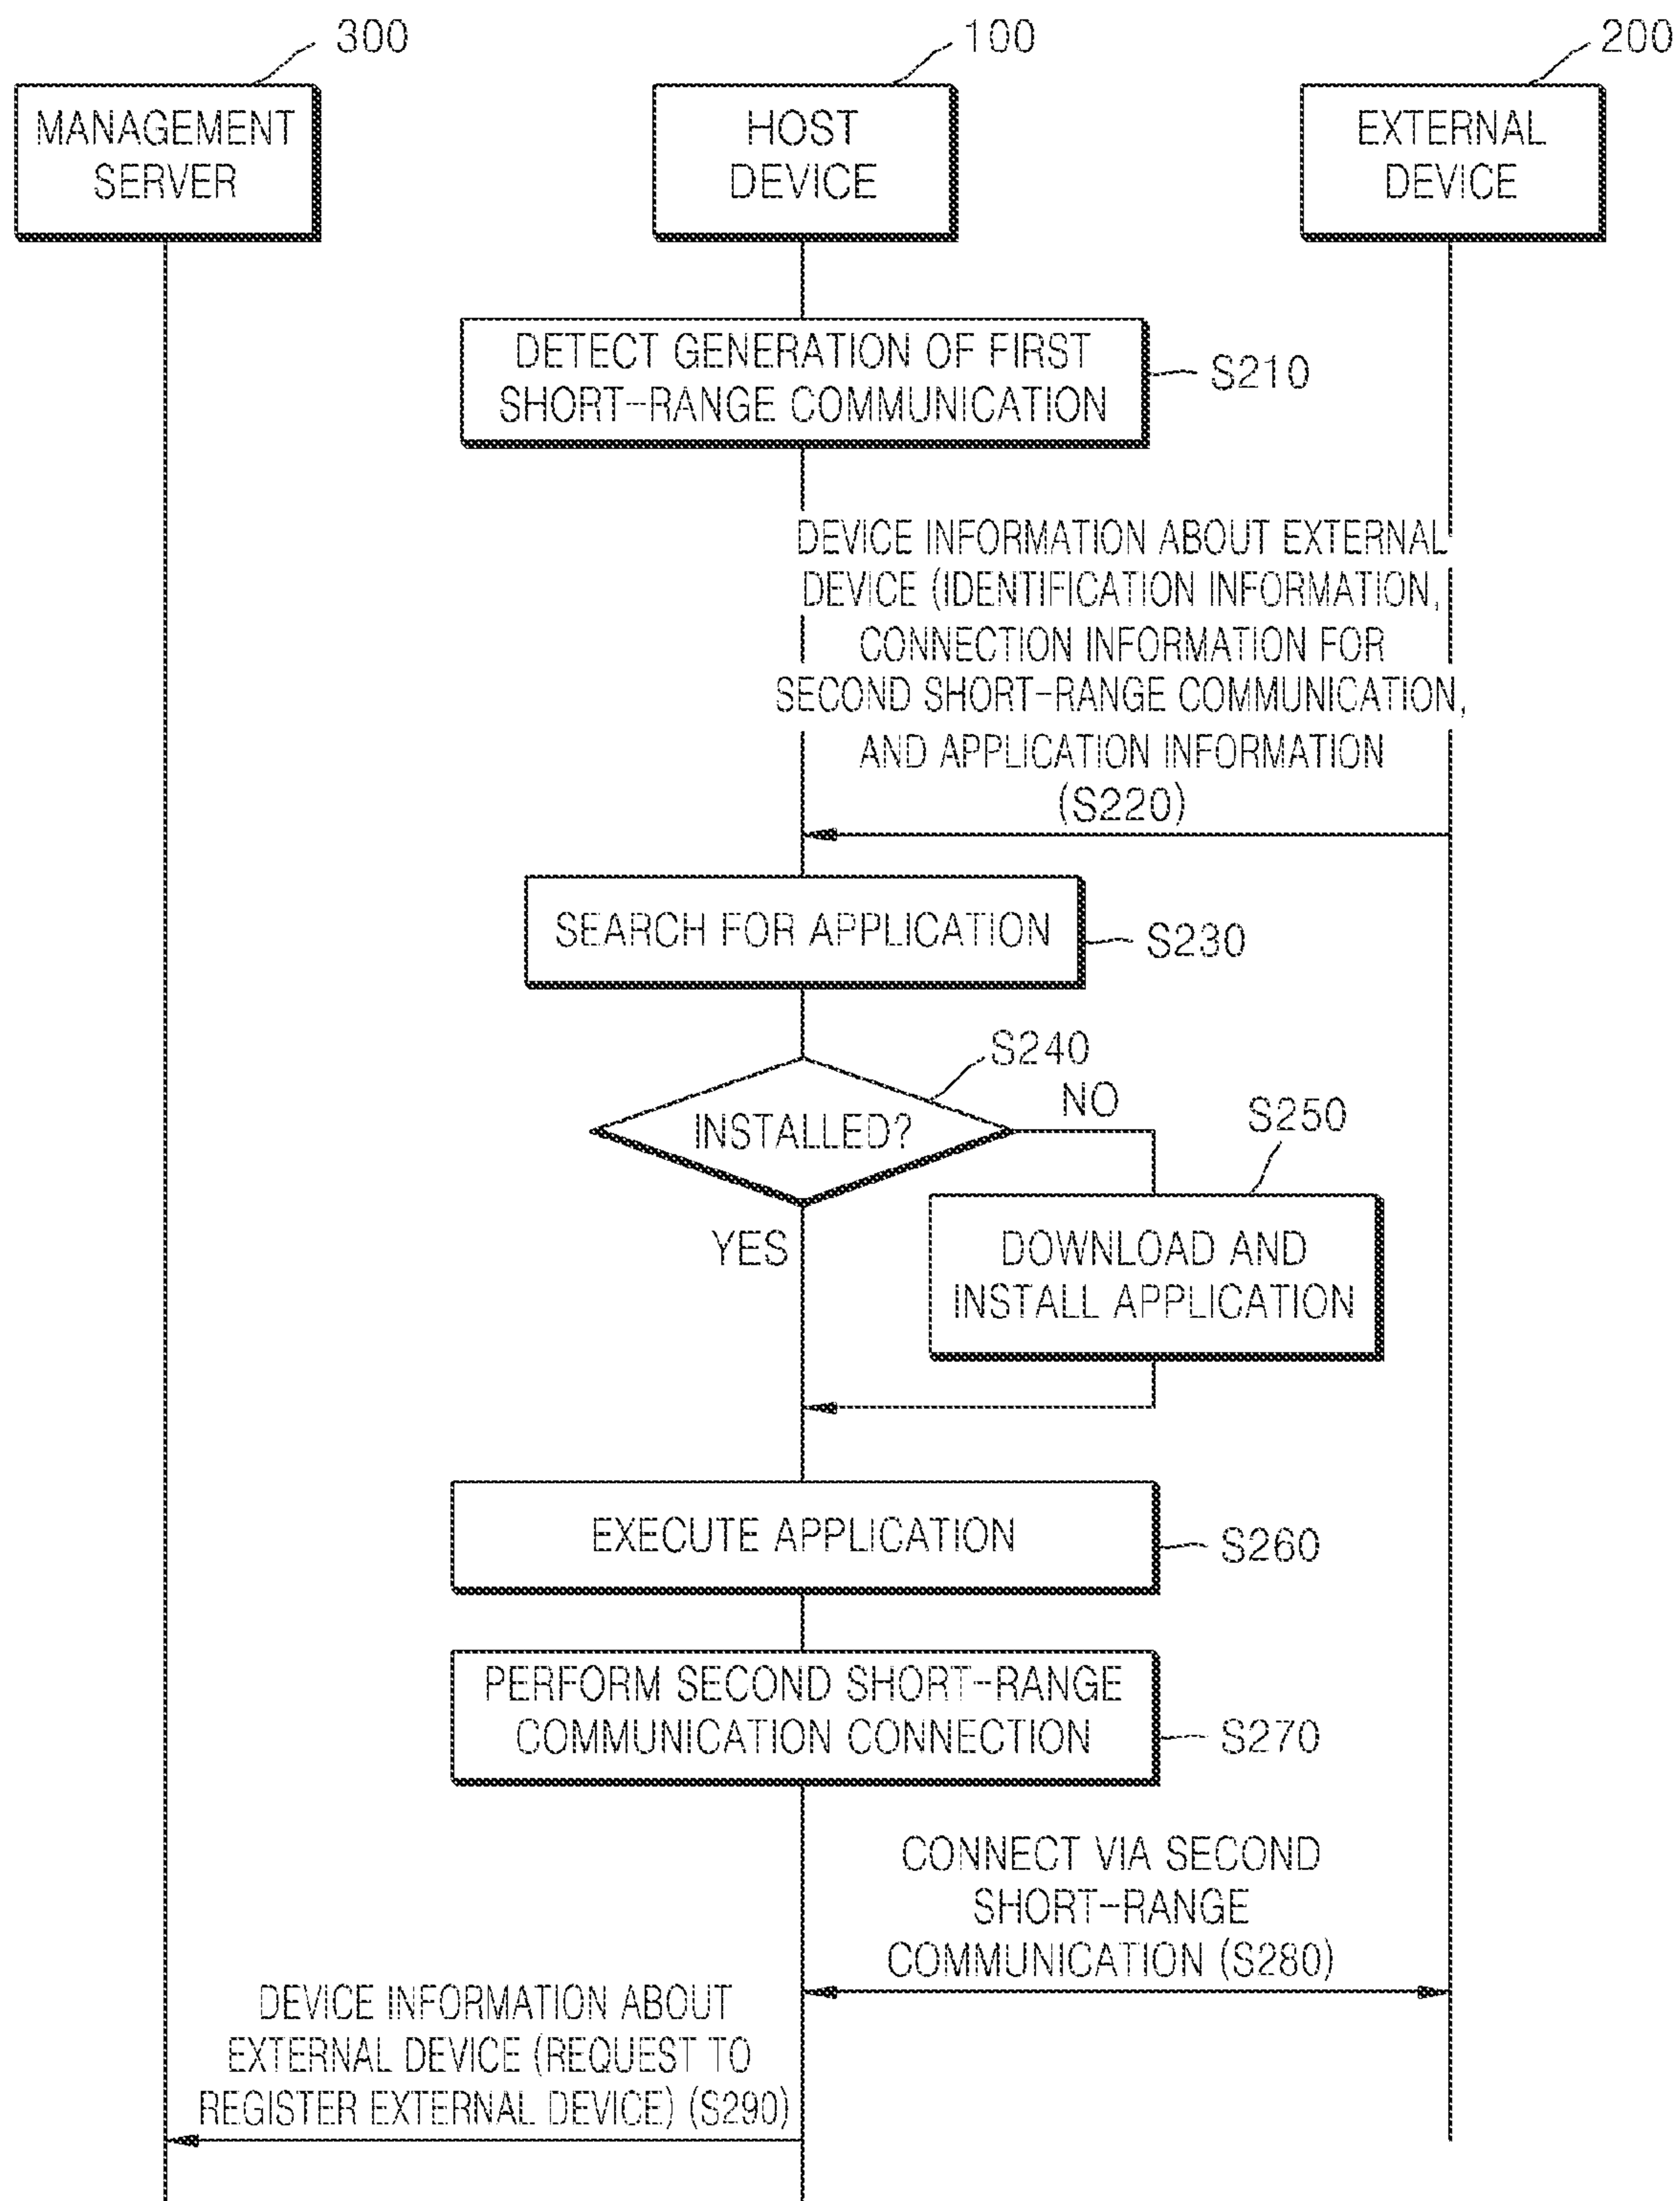 300
100
200
MANAGEMENT
SERVER
HOST
DEVICE
EXTERNAL
DEVICE
DETECT GENERATION OF FIRST
SHORT-RANGE COMMUNICATION
S210
DEVICE INFORMATION ABOUT EXTERNAL
DEVICE (IDENTIFICATION INFORMATION,
CONNECTION INFORMATION FOR
SECOND SHORT-RANGE COMMUNICATION,
AND APPLICATION INFORMATION
(S220)
SEARCH FOR APPLICATION
S230
S240
INSTALLED?
NO
S250
YES
DOWNLOAD AND
INSTALL APPLICATION
EXECUTE APPLICATION
S260
PERFORM SECOND SHORT-RANGE
COMMUNICATION CONNECTION
S270
CONNECT VIA SECOND
SHORT-RANGE
COMMUNICATION (S280)
DEVICE INFORMATION ABOUT
EXTERNAL DEVICE (REQUEST TO
REGISTER EXTERNAL DEVICE) (S290)